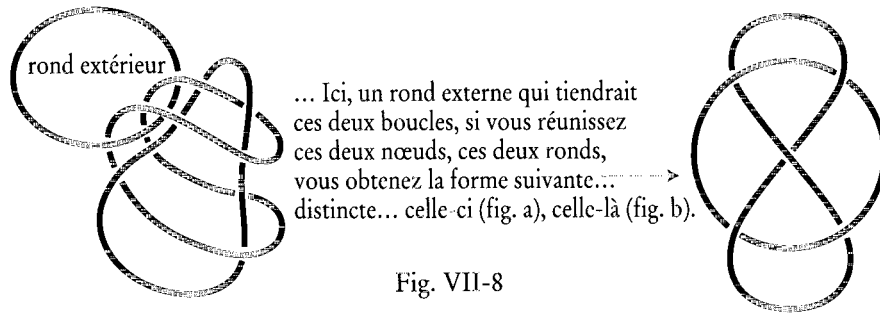 rond extérieur
... Ici, un rond externe qui tiendrait
ces deux boucles, si vous réunissez
ces deux nœuds, ces deux ronds,
vous obtenez la forme suivante...
distincte... celle-ci (fig. a), celle-là (fig. b).
Fig. VII-8